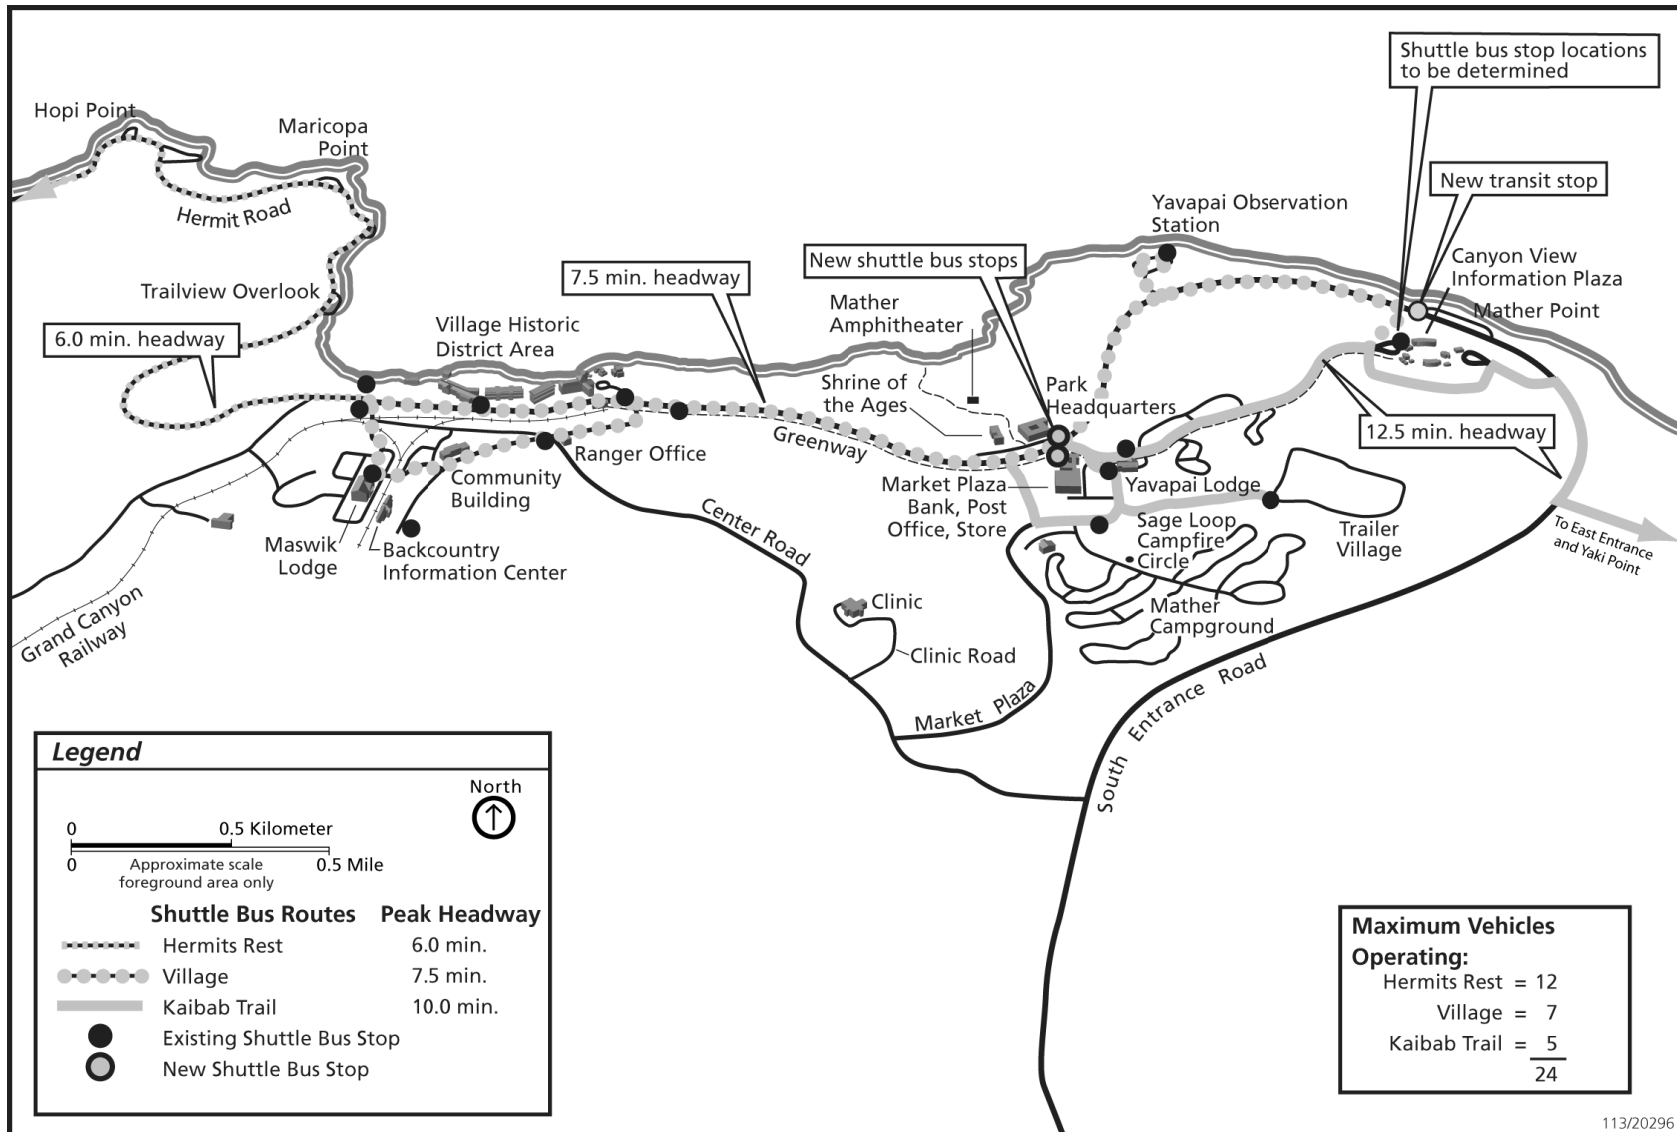 Shuttle bus stop locations
to be determined
Hopi Point
Maricopa
Point
New transit stop
Hermit Road
Yavapai Observation
Station
New shuttle bus stops
Canyon View
Information Plaza
7.5 min. headway
Trailview Overlook
Mather
Amphitheater
Mather Point
6.0 min. headway
Village Historic
District Area
Shrine of
the Ages
Park
Headquarters
12.5 min. headway
Greenway
Ranger Office
Community
Building
Market Plaza
Bank, Post
Office, Store
Yavapai Lodge
Center Road
Sage Loop
Campfire
Circle
Trailer
Village
To East Entrance
and Yaki Point
Maswik
Lodge
Backcountry
Information Center
Grand Canyon
Railway
Clinic
Mather
Campground
Clinic Road
Market Plaza
South Entrance Road
Legend
North
0 0.5 Kilometer
0 0.5 Mile
Approximate scale
foreground area only
Shuttle Bus Routes Peak Headway
Hermits Rest 6.0 min.
Village 7.5 min.
Kaibab Trail 10.0 min.
Existing Shuttle Bus Stop
New Shuttle Bus Stop
Maximum Vehicles
Operating:
Hermits Rest = 12
Village = 7
Kaibab Trail = 5
24
113/20296